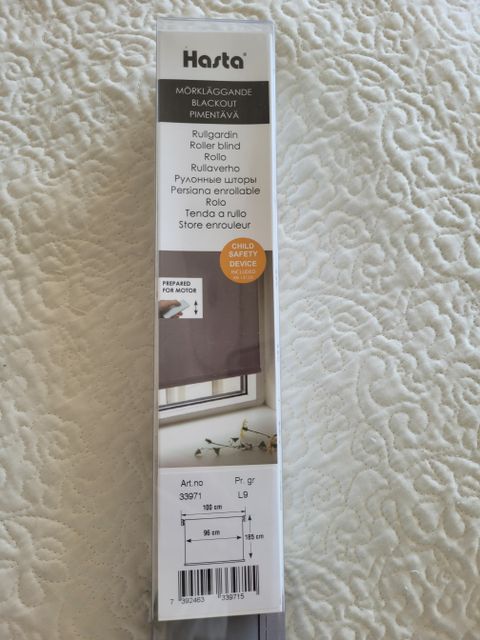 Hasta®
MÖRKLÄGGANDE
BLACKOUT
PIMENTÄVÄ
Rullgardin
Roller blind
Rollo
Rullaverho
Рулонные шторы
Persiana enrollable
Rolo
Tenda a rullo
Store enrouleur
CHILD
SAFETY
DEVICE
INCLUDED
PREPARED
FOR MOTOR
Art.no Pr. gr
33971 L9
100 cm
96 cm
185 cm
7 392463 339715